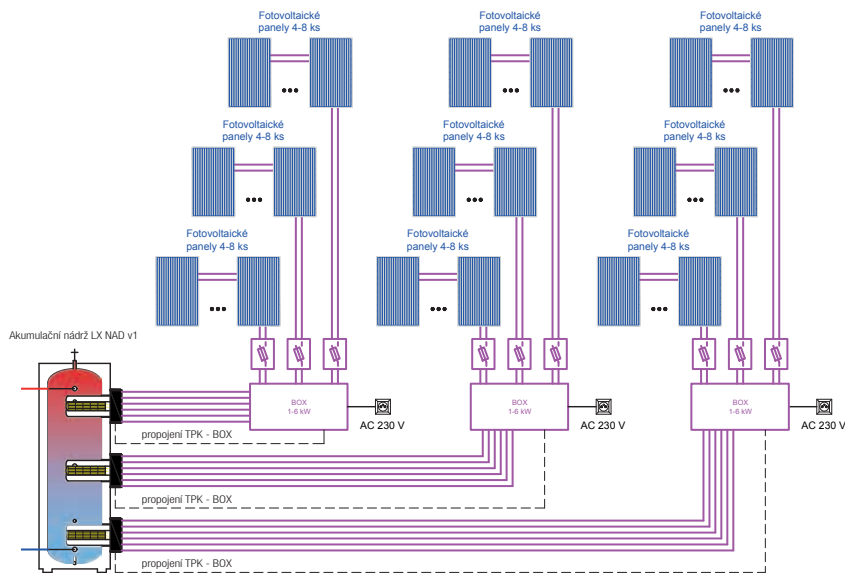 Fotovoltaické
panely 4-8 ks
Fotovoltaické
panely 4-8 ks
Fotovoltaické
panely 4-8 ks
Fotovoltaické
panely 4-8 ks
Fotovoltaické
panely 4-8 ks
Fotovoltaické
panely 4-8 ks
Fotovoltaické
panely 4-8 ks
Fotovoltaické
panely 4-8 ks
Fotovoltaické
panely 4-8 ks
Akumulační nádrž LX NAD v1
BOX
1-6 kW
AC 230 V
BOX
1-6 kW
AC 230 V
BOX
1-6 kW
AC 230 V
propojení TPK - BOX
propojení TPK - BOX
propojení TPK - BOX